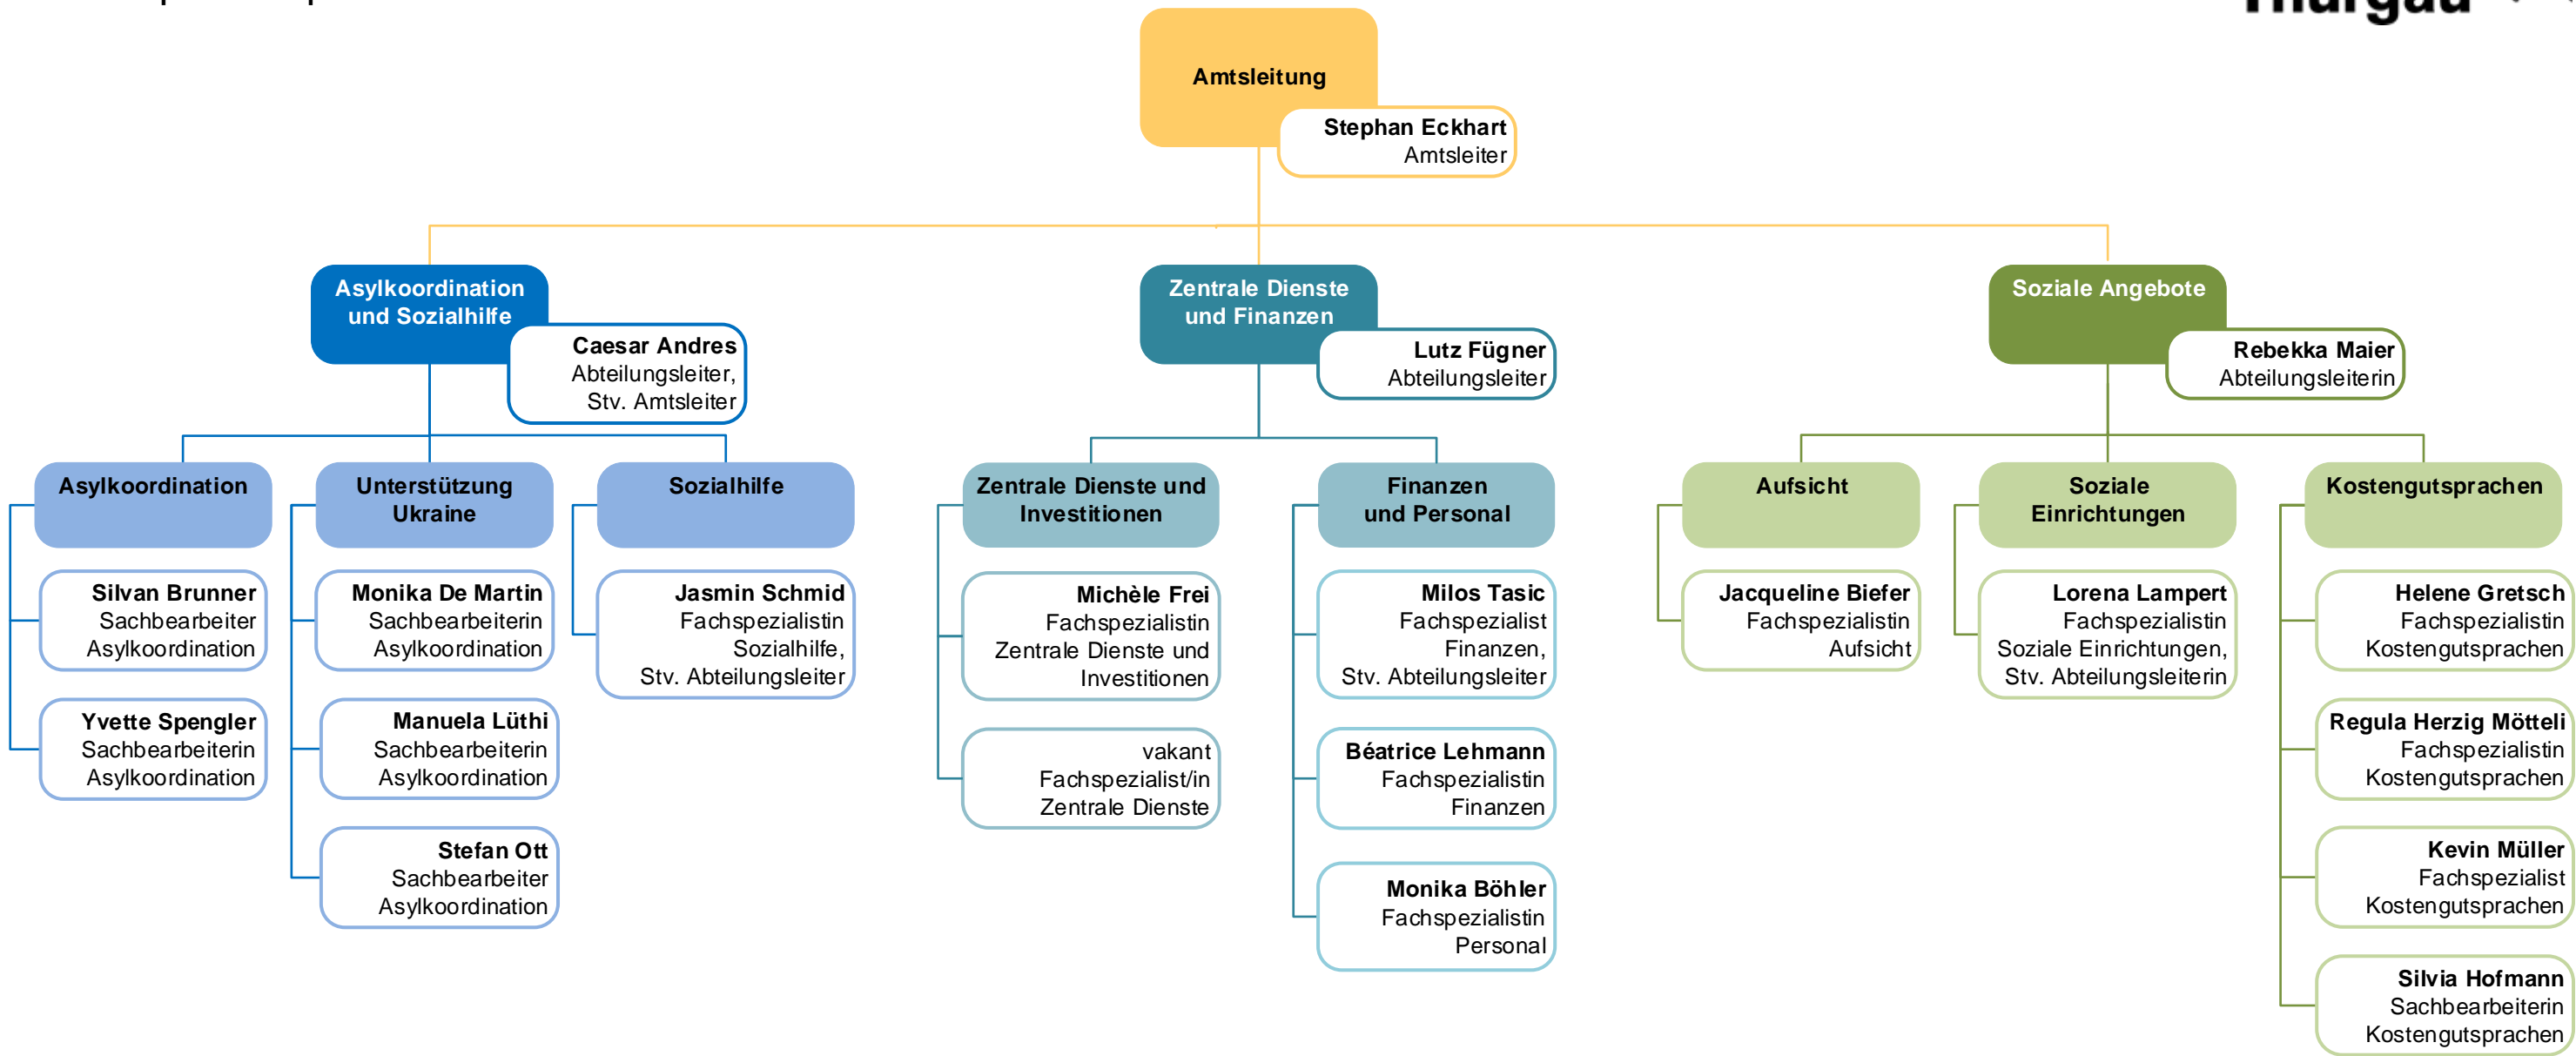 Thurgau
Amtsleitung
Stephan Eckhart
Amtsleiter
Asylkoordination
und Sozialhilfe
Caesar Andres
Abteilungsleiter,
Stv. Amtsleiter
Zentrale Dienste
und Finanzen
Lutz Fügner
Abteilungsleiter
Soziale Angebote
Rebekka Maier
Abteilungsleiterin
Asylkoordination
Silvan Brunner
Sachbearbeiter
Asylkoordination
Yvette Spengler
Sachbearbeiterin
Asylkoordination
Unterstützung
Ukraine
Monika De Martin
Sachbearbeiterin
Asylkoordination
Manuela Lüthi
Sachbearbeiterin
Asylkoordination
Stefan Ott
Sachbearbeiter
Asylkoordination
Sozialhilfe
Jasmin Schmid
Fachspezialistin
Sozialhilfe,
Stv. Abteilungsleiter
Zentrale Dienste und
Investitionen
Michèle Frei
Fachspezialistin
Zentrale Dienste und
Investitionen
vakant
Fachspezialist/in
Zentrale Dienste
Finanzen
und Personal
Milos Tasic
Fachspezialist
Finanzen,
Stv. Abteilungsleiter
Béatrice Lehmann
Fachspezialistin
Finanzen
Monika Böhler
Fachspezialistin
Personal
Aufsicht
Jacqueline Biefer
Fachspezialistin
Aufsicht
Soziale
Einrichtungen
Lorena Lampert
Fachspezialistin
Soziale Einrichtungen,
Stv. Abteilungsleiterin
Kostengutsprachen
Helene Gretsch
Fachspezialistin
Kostengutsprachen
Regula Herzig Mötteli
Fachspezialistin
Kostengutsprachen
Kevin Müller
Fachspezialist
Kostengutsprachen
Silvia Hofmann
Sachbearbeiterin
Kostengutsprachen